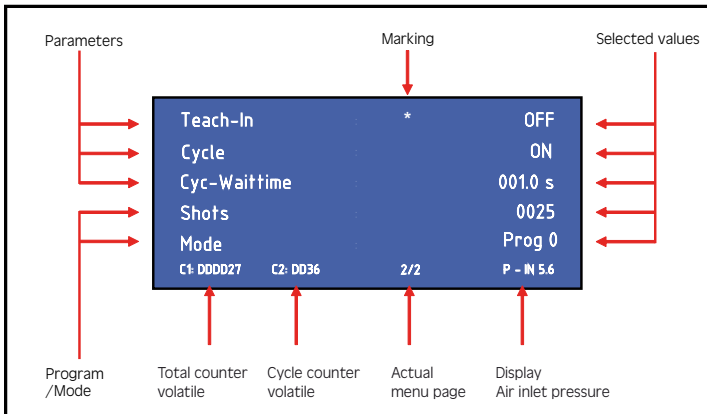 Parameters
Marking
Selected values
Teach-In : * OFF
Cycle ON
Cyc-Waittime : 001.0 s
Shots 0025
Mode : Prog 0
C1: DDDD27 C2: DD36 2/2 P - IN 5.6
Program
/Mode
Total counter
volatile
Cycle counter
volatile
Actual
menu page
Display
Air inlet pressure